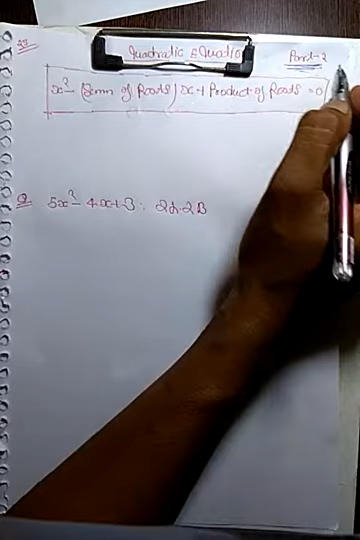 Quadratic Equation
Part-2
x² - (Sum of Roots) x + Product of Roots = 0
Q 5x² - 4x + 3 : 2α, 2β